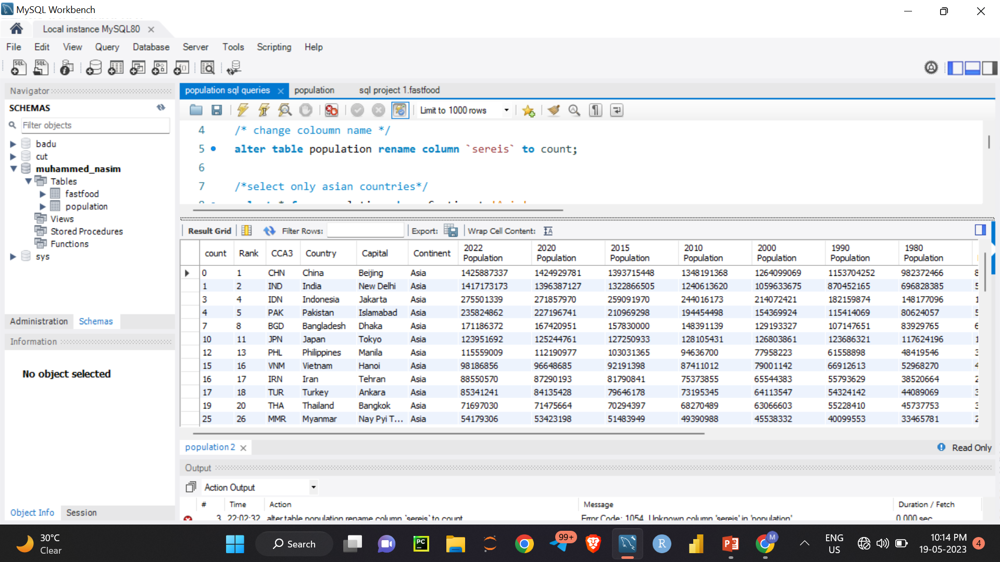 MySQL Workbench
Local instance MySQL80
File Edit View Query Database Server Tools Scripting Help
Navigator
SCHEMAS
Filter objects
badu
cut
muhammed_nasim
Tables
fastfood
population
Views
Stored Procedures
Functions
sys
Administration Schemas
Information
No object selected
Object Info Session
population sql queries population sql project 1.fastfood
Limit to 1000 rows
4 /* change coloumn name */
5 alter table population rename column `sereis` to count;
6
7 /*select only asian countries*/
Result Grid Filter Rows: Export: Wrap Cell Content:
count Rank CCA3 Country Capital Continent 2022 Population 2020 Population 2015 Population 2010 Population 2000 Population 1990 Population 1980 Population
0 1 CHN China Beijing Asia 1425887337 1424929781 1393715448 1348191368 1264099069 1153704252 982372466
1 2 IND India New Delhi Asia 1417173173 1396387127 1322866505 1240613620 1059633675 870452165 696828385
3 4 IDN Indonesia Jakarta Asia 275501339 271857970 259091970 244016173 214072421 182159874 148177096
4 5 PAK Pakistan Islamabad Asia 235824862 227196741 210969298 194454498 154369924 115414069 80624057
7 8 BGD Bangladesh Dhaka Asia 171186372 167420951 157830000 148391139 129193327 107147651 83929765
10 11 JPN Japan Tokyo Asia 123951692 125244761 127250933 128105431 126803861 123686321 117624196
12 13 PHL Philippines Manila Asia 115559009 112190977 103031365 94636700 77958223 61558898 48419546
15 16 VNM Vietnam Hanoi Asia 98186856 96648685 92191398 87411012 79001142 66912613 52968270
16 17 IRN Iran Tehran Asia 88550570 87290193 81790841 75373855 65544383 55793629 38520664
17 18 TUR Turkey Ankara Asia 85341241 84135428 79646178 73195345 64113547 54324142 44089069
19 20 THA Thailand Bangkok Asia 71697030 71475664 70294397 68270489 63066603 55228410 45737753
25 26 MMR Myanmar Nay Pyi T... Asia 54179306 53423198 51483949 49390988 45538332 40099553 33465781
population 2 Read Only
Output
Action Output
# Time Action Message Duration / Fetch
3 22:02:32 alter table population rename column `sereis` to count Error Code: 1054. Unknown column 'sereis' in 'population' 0.000 sec
30°C
Clear
Search
99+
ENG
US
10:14 PM
19-05-2023
4